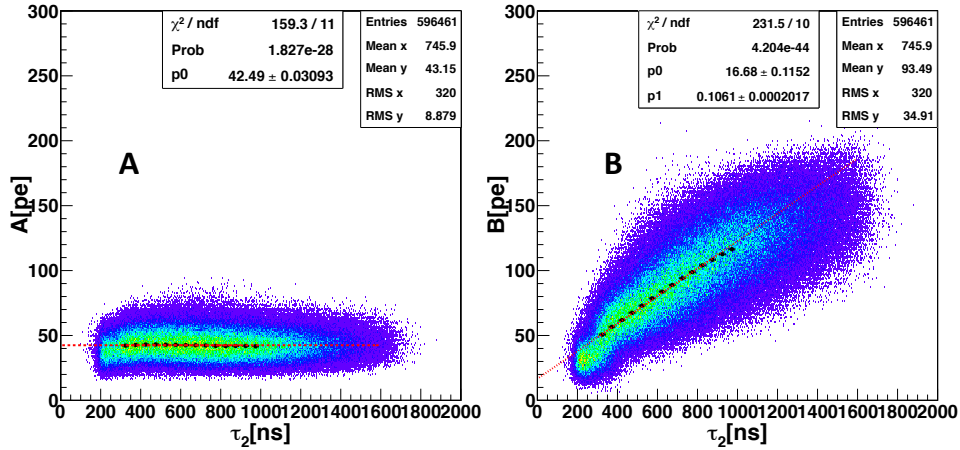 χ² / ndf 159.3 / 11
Prob 1.827e-28
p0 42.49 ± 0.03093
Entries 596461
Mean x 745.9
Mean y 43.15
RMS x 320
RMS y 8.879
A
A[pe]
300
250
200
150
100
50
0
0 200 400 600 800 1000 1200 1400 1600 1800 2000
τ₂[ns]
χ² / ndf 231.5 / 10
Prob 4.204e-44
p0 16.68 ± 0.1152
p1 0.1061 ± 0.0002017
Entries 596461
Mean x 745.9
Mean y 93.49
RMS x 320
RMS y 34.91
B
B[pe]
300
250
200
150
100
50
0
0 200 400 600 800 1000 1200 1400 1600 1800 2000
τ₂[ns]